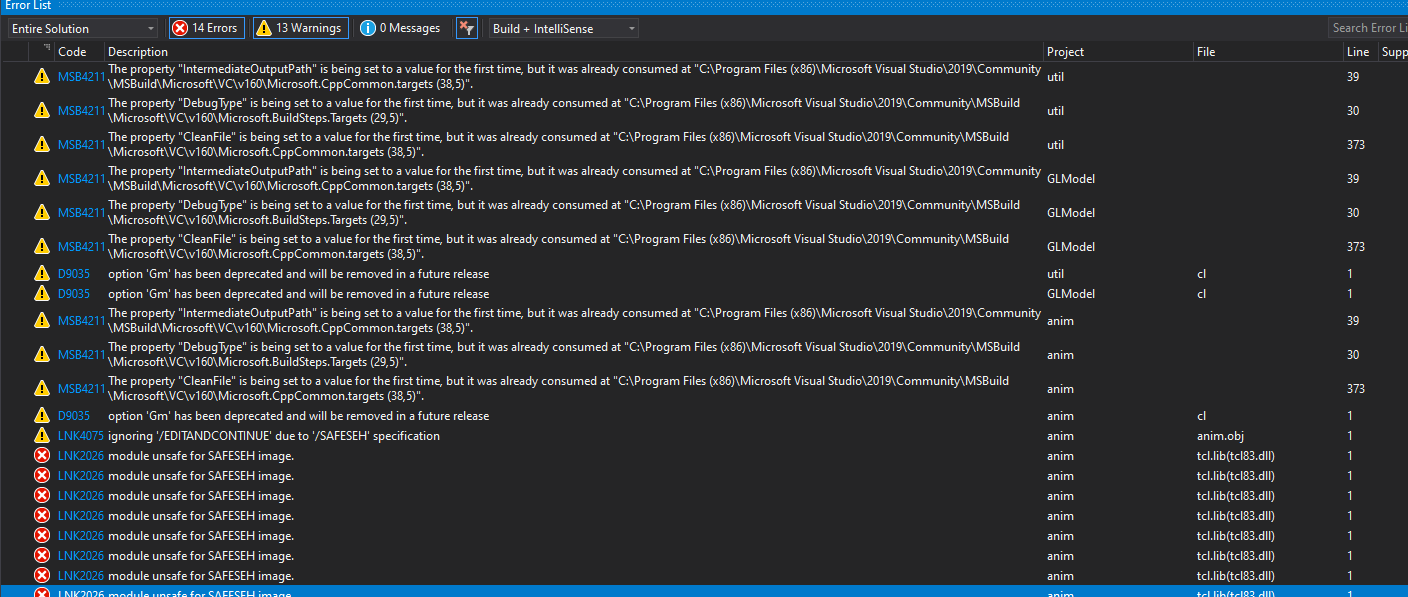 Error List
Entire Solution 14 Errors 13 Warnings 0 Messages Build + IntelliSense Search Error Li
Code Description Project File Line Supp
The property "IntermediateOutputPath" is being set to a value for the first time, but it was already consumed at "C:\Program Files (x86)\Microsoft Visual Studio\2019\Community
MSB4211 util 39
\MSBuild\Microsoft\VC\v160\Microsoft.CppCommon.targets (38,5)".
The property "DebugType" is being set to a value for the first time, but it was already consumed at "C:\Program Files (x86)\Microsoft Visual Studio\2019\Community\MSBuild
MSB4211 util 30
\Microsoft\VC\v160\Microsoft.BuildSteps.Targets (29,5)".
The property "CleanFile" is being set to a value for the first time, but it was already consumed at "C:\Program Files (x86)\Microsoft Visual Studio\2019\Community\MSBuild
MSB4211 util 373
\Microsoft\VC\v160\Microsoft.CppCommon.targets (38,5)".
The property "IntermediateOutputPath" is being set to a value for the first time, but it was already consumed at "C:\Program Files (x86)\Microsoft Visual Studio\2019\Community
MSB4211 GLModel 39
\MSBuild\Microsoft\VC\v160\Microsoft.CppCommon.targets (38,5)".
The property "DebugType" is being set to a value for the first time, but it was already consumed at "C:\Program Files (x86)\Microsoft Visual Studio\2019\Community\MSBuild
MSB4211 GLModel 30
\Microsoft\VC\v160\Microsoft.BuildSteps.Targets (29,5)".
The property "CleanFile" is being set to a value for the first time, but it was already consumed at "C:\Program Files (x86)\Microsoft Visual Studio\2019\Community\MSBuild
MSB4211 GLModel 373
\Microsoft\VC\v160\Microsoft.CppCommon.targets (38,5)".
D9035 option 'Gm' has been deprecated and will be removed in a future release util cl 1
D9035 option 'Gm' has been deprecated and will be removed in a future release GLModel cl 1
The property "IntermediateOutputPath" is being set to a value for the first time, but it was already consumed at "C:\Program Files (x86)\Microsoft Visual Studio\2019\Community
MSB4211 anim 39
\MSBuild\Microsoft\VC\v160\Microsoft.CppCommon.targets (38,5)".
The property "DebugType" is being set to a value for the first time, but it was already consumed at "C:\Program Files (x86)\Microsoft Visual Studio\2019\Community\MSBuild
MSB4211 anim 30
\Microsoft\VC\v160\Microsoft.BuildSteps.Targets (29,5)".
The property "CleanFile" is being set to a value for the first time, but it was already consumed at "C:\Program Files (x86)\Microsoft Visual Studio\2019\Community\MSBuild
MSB4211 anim 373
\Microsoft\VC\v160\Microsoft.CppCommon.targets (38,5)".
D9035 option 'Gm' has been deprecated and will be removed in a future release anim cl 1
LNK4075 ignoring '/EDITANDCONTINUE' due to '/SAFESEH' specification anim anim.obj 1
LNK2026 module unsafe for SAFESEH image. anim tcl.lib(tcl83.dll) 1
LNK2026 module unsafe for SAFESEH image. anim tcl.lib(tcl83.dll) 1
LNK2026 module unsafe for SAFESEH image. anim tcl.lib(tcl83.dll) 1
LNK2026 module unsafe for SAFESEH image. anim tcl.lib(tcl83.dll) 1
LNK2026 module unsafe for SAFESEH image. anim tcl.lib(tcl83.dll) 1
LNK2026 module unsafe for SAFESEH image. anim tcl.lib(tcl83.dll) 1
LNK2026 module unsafe for SAFESEH image. anim tcl.lib(tcl83.dll) 1
LNK2026 module unsafe for SAFESEH image. anim tcl.lib(tcl83.dll) 1